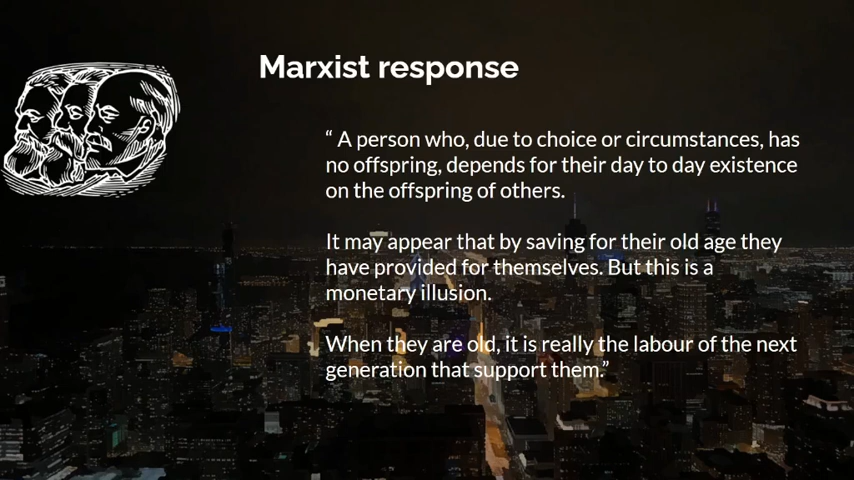 Marxist response
“ A person who, due to choice or circumstances, has
no offspring, depends for their day to day existence
on the offspring of others.
It may appear that by saving for their old age they
have provided for themselves. But this is a
monetary illusion.
When they are old, it is really the labour of the next
generation that support them.”